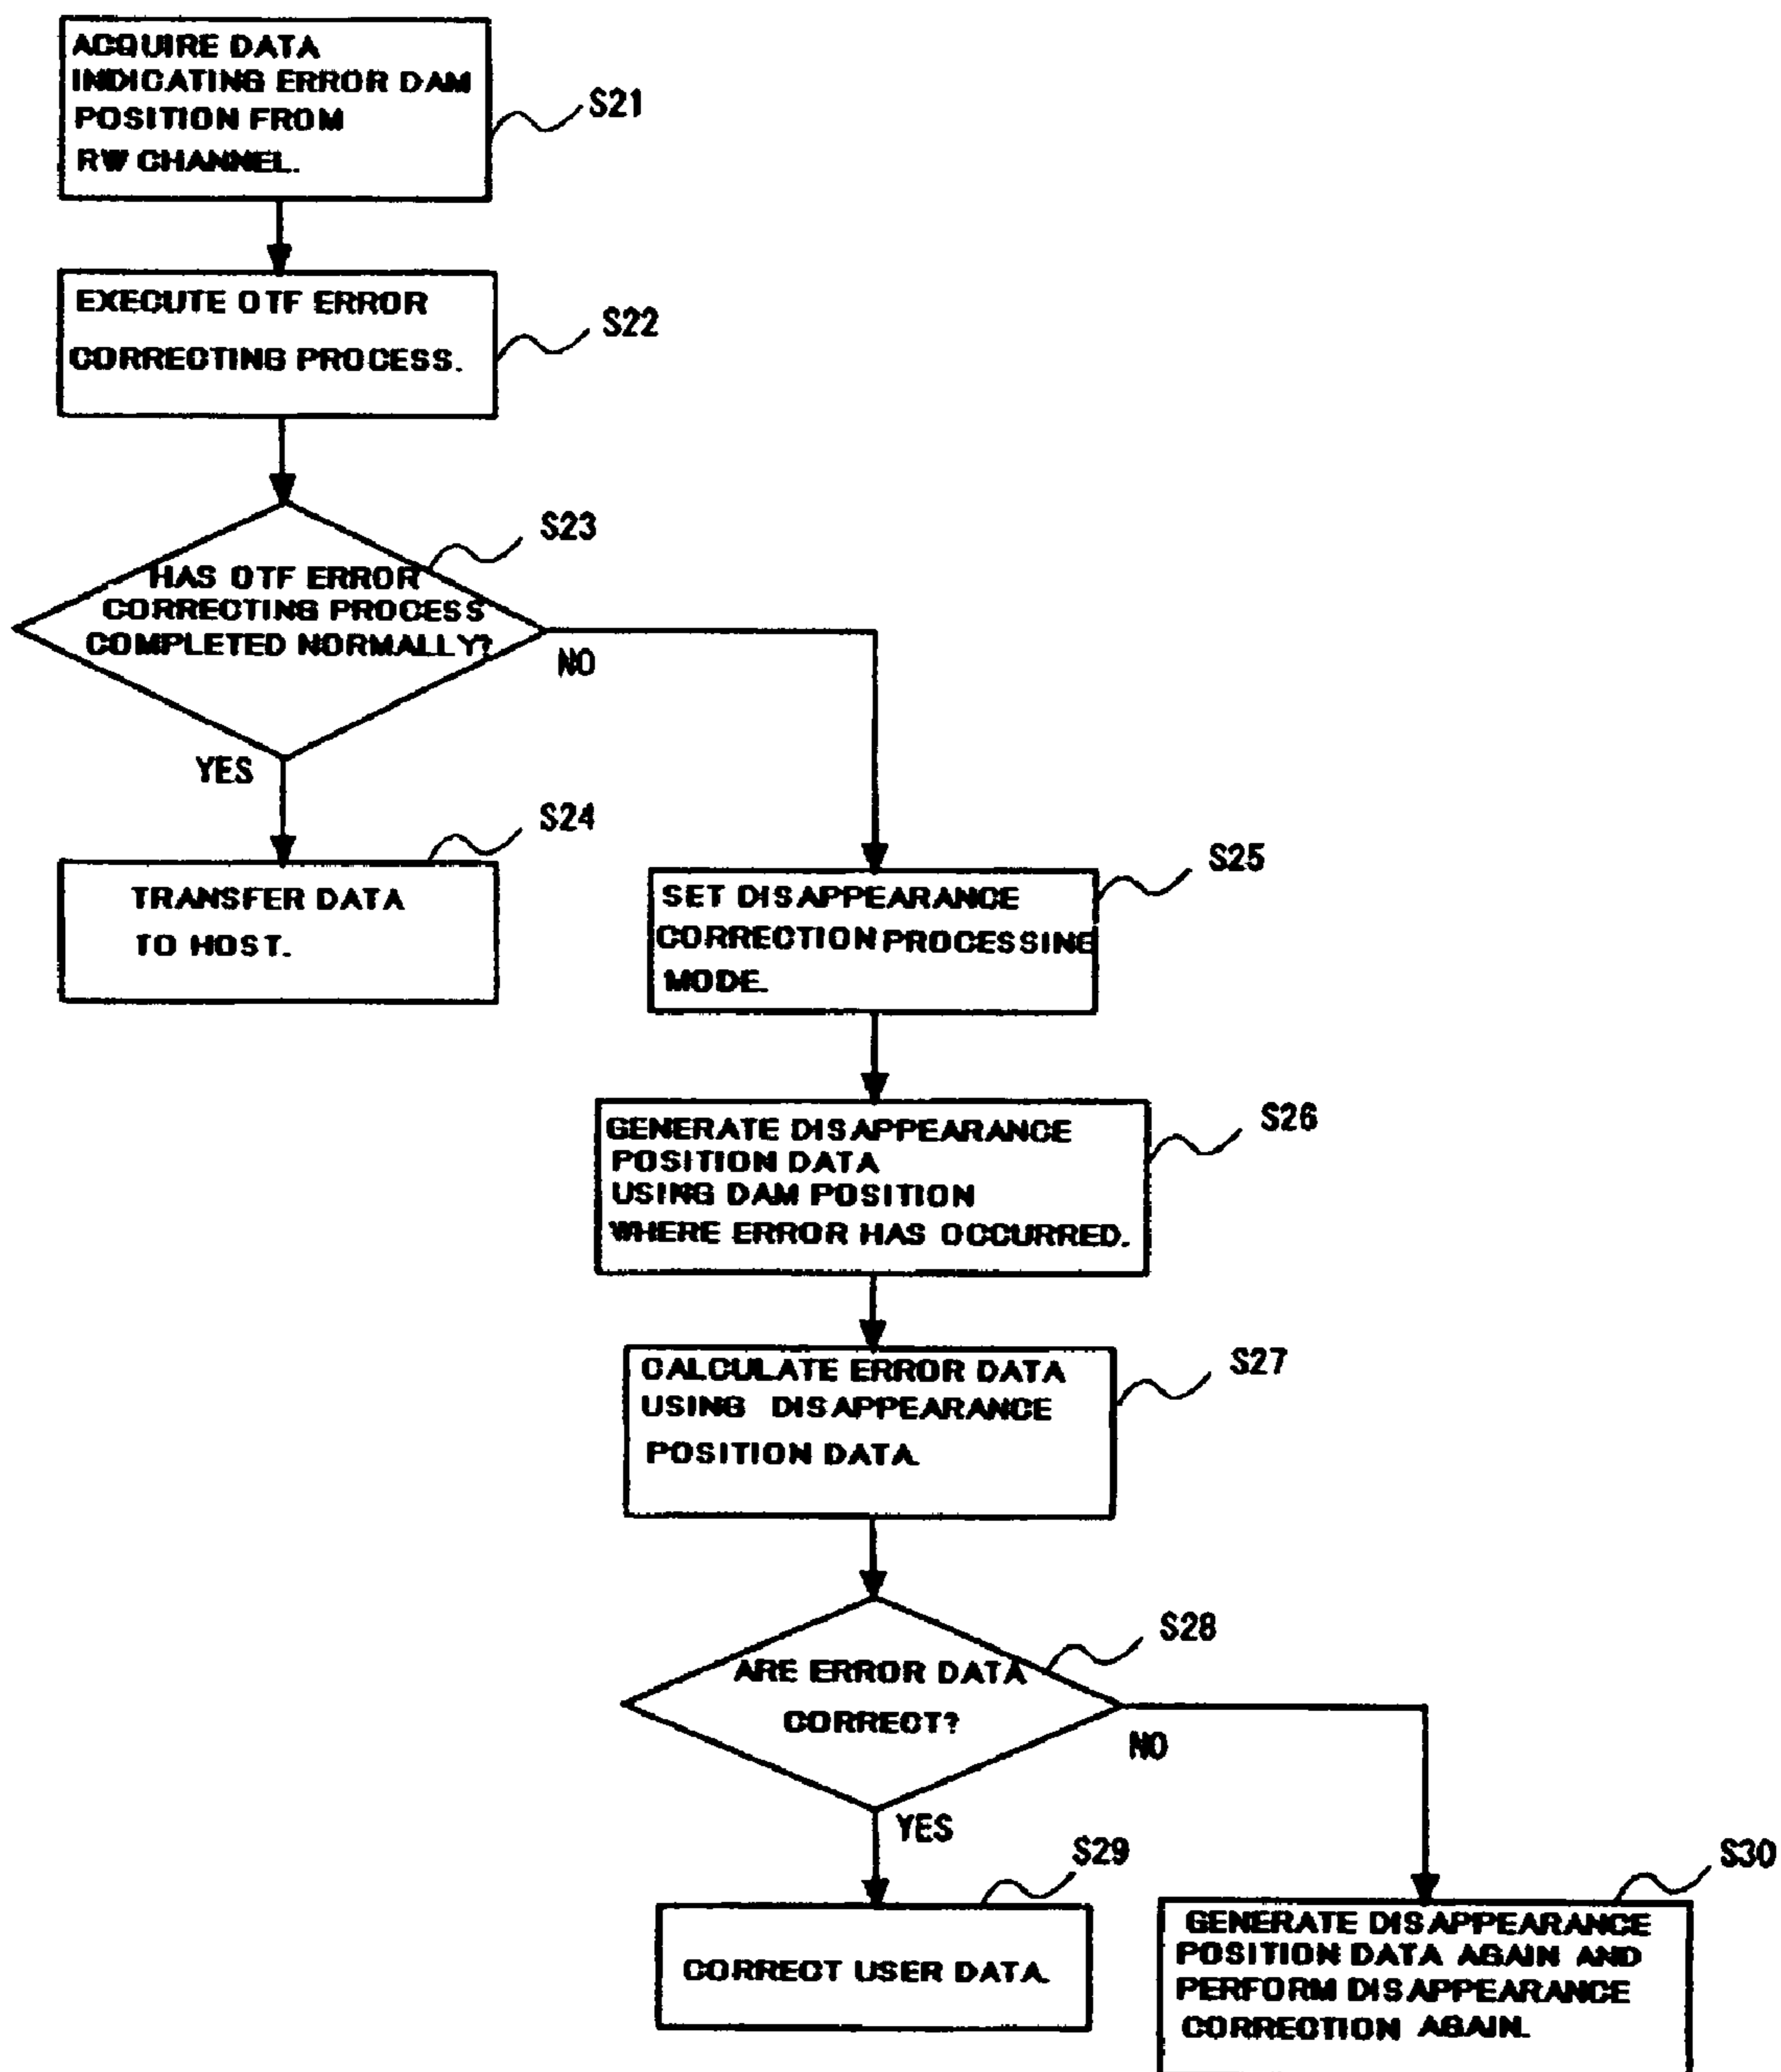 ACQUIRE DATA
INDICATING ERROR DAM
POSITION FROM
RW CHANNEL.
S21
EXECUTE OTF ERROR
CORRECTING PROCESS.
S22
S23
HAS OTF ERROR
CORRECTING PROCESS
COMPLETED NORMALLY?
NO
YES
S24
TRANSFER DATA
TO HOST.
S25
SET DISAPPEARANCE
CORRECTION PROCESSING
MODE.
S26
GENERATE DISAPPEARANCE
POSITION DATA
USING DAM POSITION
WHERE ERROR HAS OCCURRED.
S27
CALCULATE ERROR DATA
USING DISAPPEARANCE
POSITION DATA.
S28
ARE ERROR DATA
CORRECT?
NO
YES
S29
CORRECT USER DATA.
S30
GENERATE DISAPPEARANCE
POSITION DATA AGAIN AND
PERFORM DISAPPEARANCE
CORRECTION AGAIN.